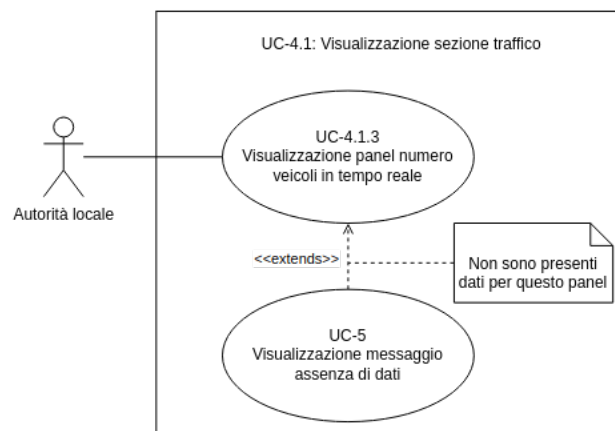 UC-4.1: Visualizzazione sezione traffico
UC-4.1.3
Visualizzazione panel numero
veicoli in tempo reale
Autorità locale
<<extends>>
Non sono presenti
dati per questo panel
UC-5
Visualizzazione messaggio
assenza di dati